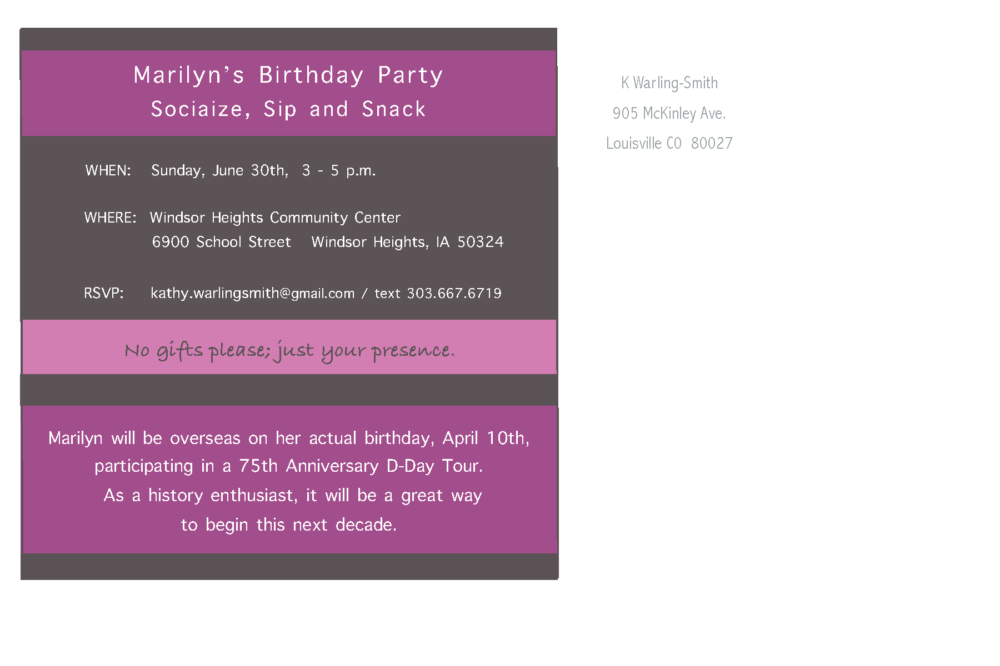 Marilyn’s Birthday Party
Sociaize, Sip and Snack
WHEN: Sunday, June 30th, 3 - 5 p.m.
WHERE: Windsor Heights Community Center
6900 School Street Windsor Heights, IA 50324
RSVP: kathy.warlingsmith@gmail.com / text 303.667.6719
No gifts please; just your presence.
Marilyn will be overseas on her actual birthday, April 10th,
participating in a 75th Anniversary D-Day Tour.
As a history enthusiast, it will be a great way
to begin this next decade.
K Warling-Smith
905 McKinley Ave.
Louisville CO 80027